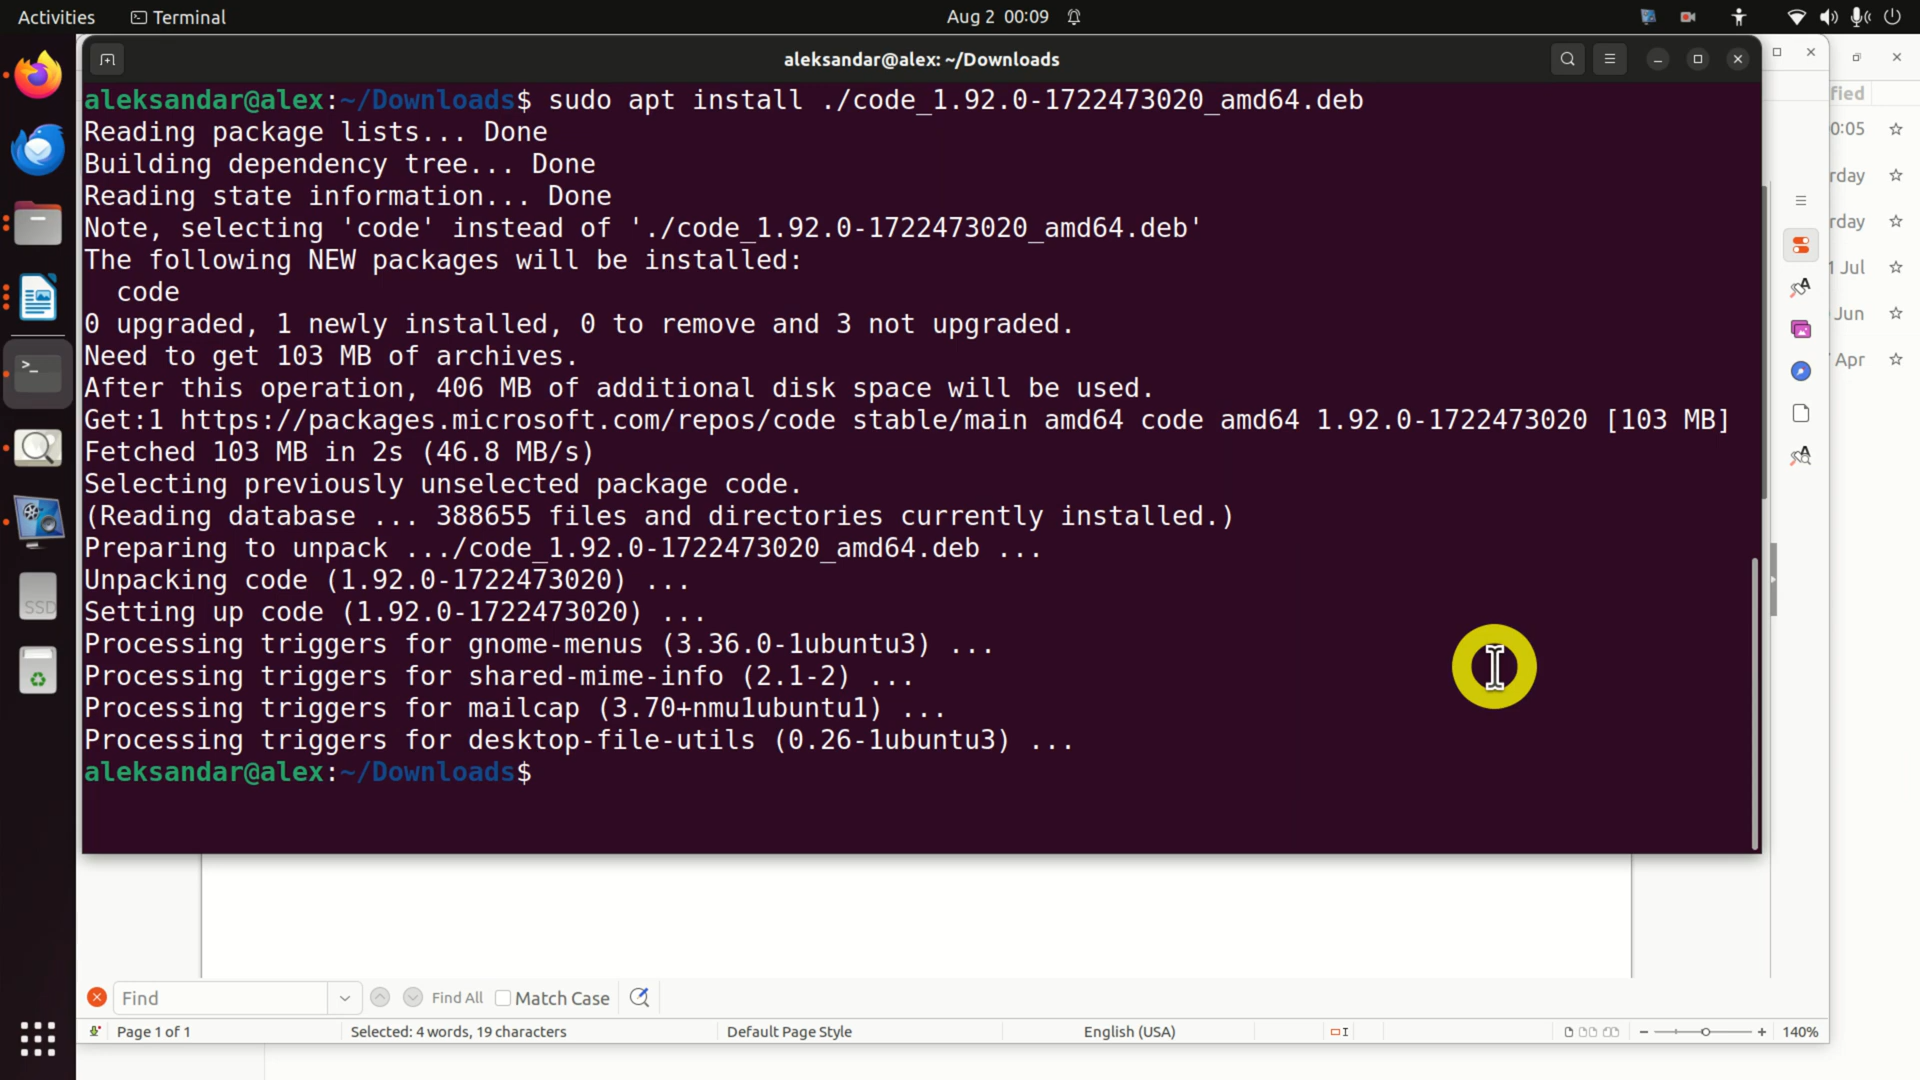 Activities
Terminal
Aug 2 00:09
aleksandar@alex: ~/Downloads
aleksandar@alex:~/Downloads$ sudo apt install ./code_1.92.0-1722473020_amd64.deb
Reading package lists... Done
Building dependency tree... Done
Reading state information... Done
Note, selecting 'code' instead of './code_1.92.0-1722473020_amd64.deb'
The following NEW packages will be installed:
code
0 upgraded, 1 newly installed, 0 to remove and 3 not upgraded.
Need to get 103 MB of archives.
After this operation, 406 MB of additional disk space will be used.
Get:1 https://packages.microsoft.com/repos/code stable/main amd64 code amd64 1.92.0-1722473020 [103 MB]
Fetched 103 MB in 2s (46.8 MB/s)
Selecting previously unselected package code.
(Reading database ... 388655 files and directories currently installed.)
Preparing to unpack .../code_1.92.0-1722473020_amd64.deb ...
Unpacking code (1.92.0-1722473020) ...
Setting up code (1.92.0-1722473020) ...
Processing triggers for gnome-menus (3.36.0-1ubuntu3) ...
Processing triggers for shared-mime-info (2.1-2) ...
Processing triggers for mailcap (3.70+nmu1ubuntu1) ...
Processing triggers for desktop-file-utils (0.26-1ubuntu3) ...
aleksandar@alex:~/Downloads$
fied
0:05
rday
rday
Jul
Jun
Apr
SSD
Find
Find All
Match Case
Page 1 of 1
Selected: 4 words, 19 characters
Default Page Style
English (USA)
140%